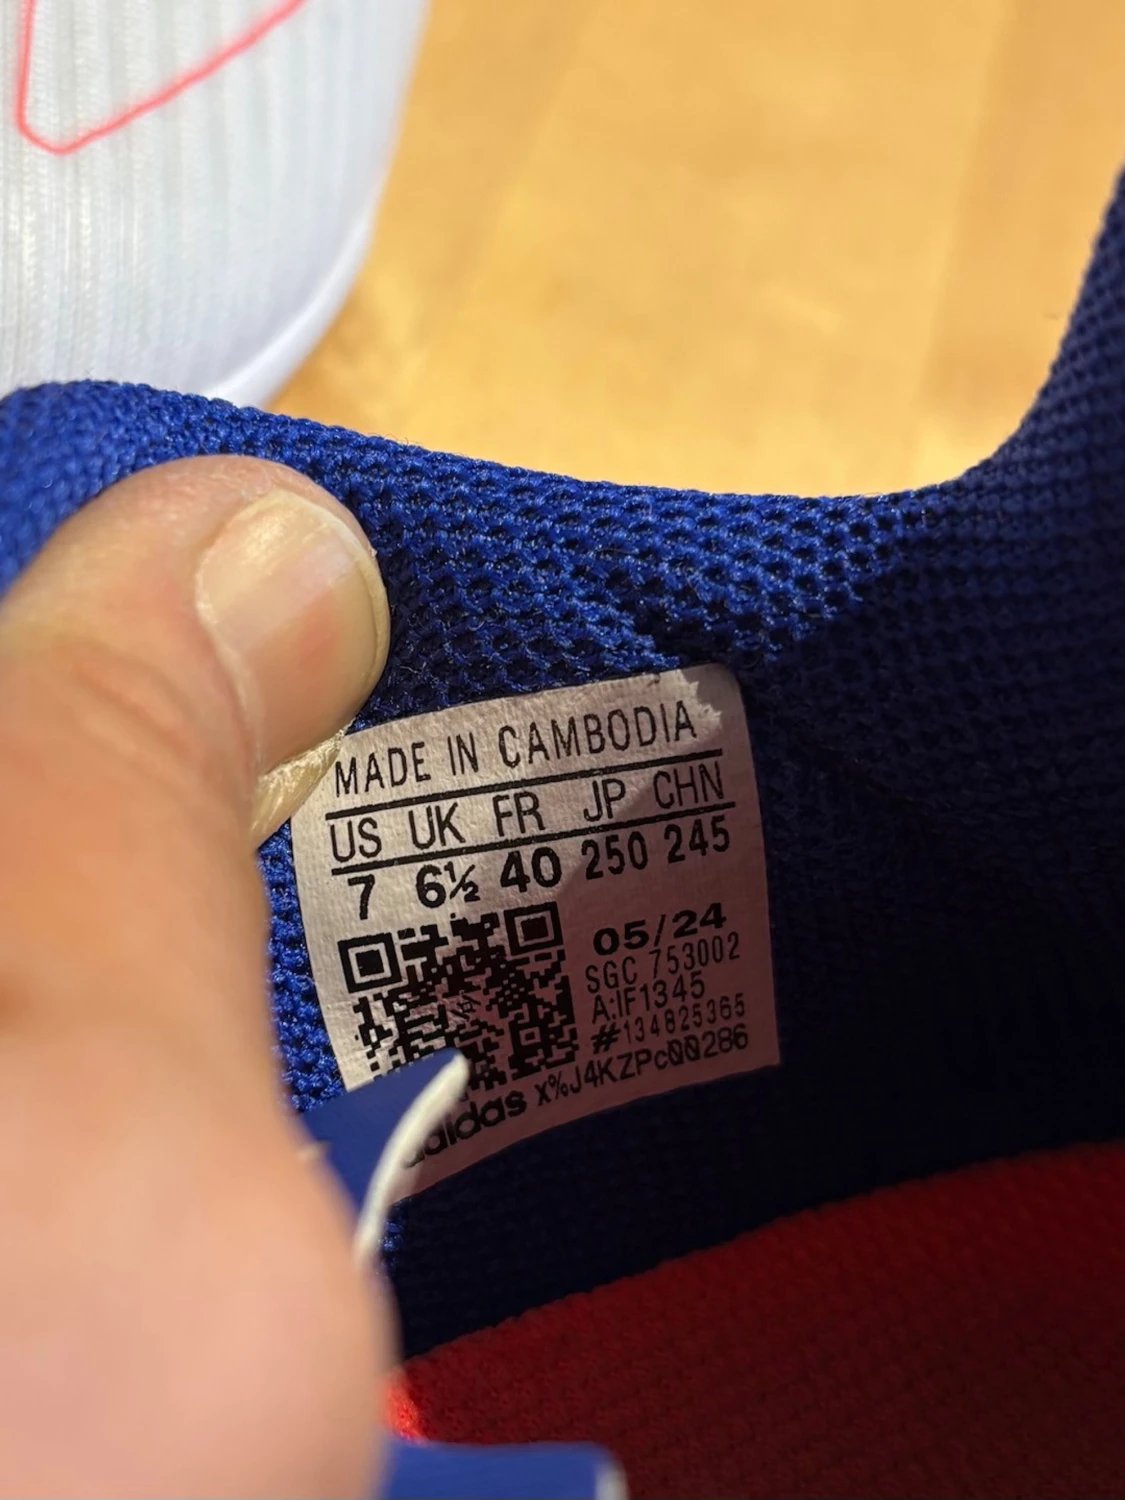 MADE IN CAMBODIA
US UK FR JP CHN
7 6½ 40 250 245
05/24
SGC 753002
A:IF1345
#134825365
adidas x%J4KZPc00286